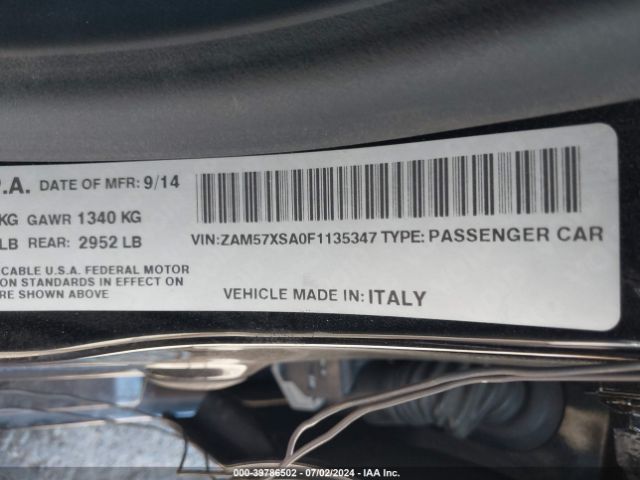 P.A. DATE OF MFR: 9/14
KG GAWR 1340 KG
LB REAR: 2952 LB
VIN:ZAM57XSA0F1135347 TYPE: PASSENGER CAR
CABLE U.S.A. FEDERAL MOTOR
ON STANDARDS IN EFFECT ON
RE SHOWN ABOVE
VEHICLE MADE IN: ITALY
000-39786502 - 07/02/2024 - IAA Inc.